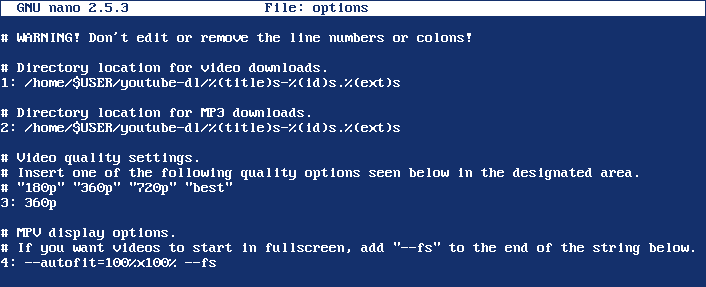 GNU nano 2.5.3 File: options
# WARNING! Don't edit or remove the line numbers or colons!
# Directory location for video downloads.
1: /home/$USER/youtube-dl/%(title)s-%(id)s.%(ext)s
# Directory location for MP3 downloads.
2: /home/$USER/youtube-dl/%(title)s-%(id)s.%(ext)s
# Video quality settings.
# Insert one of the following quality options seen below in the designated area.
# "180p" "360p" "720p" "best"
3: 360p
# MPV display options.
# If you want videos to start in fullscreen, add "--fs" to the end of the string below.
4: --autofit=100%x100% --fs